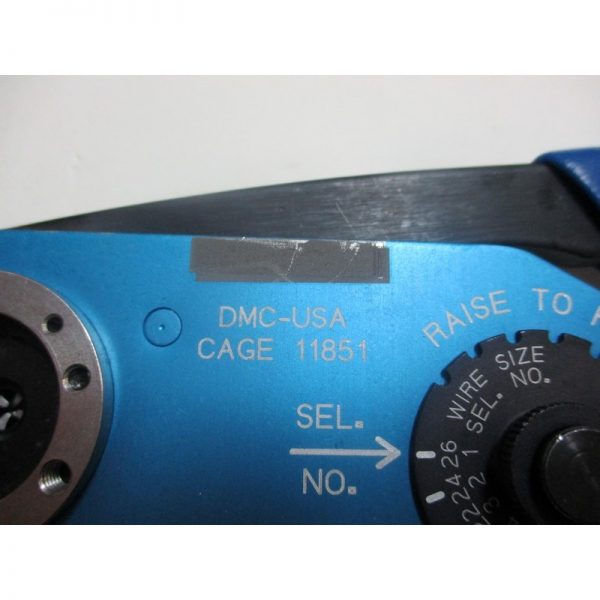 DMC-USA
CAGE 11851
RAISE TO
SEL.
NO.
WIRE SIZE
SEL. NO.
26 1
24 2